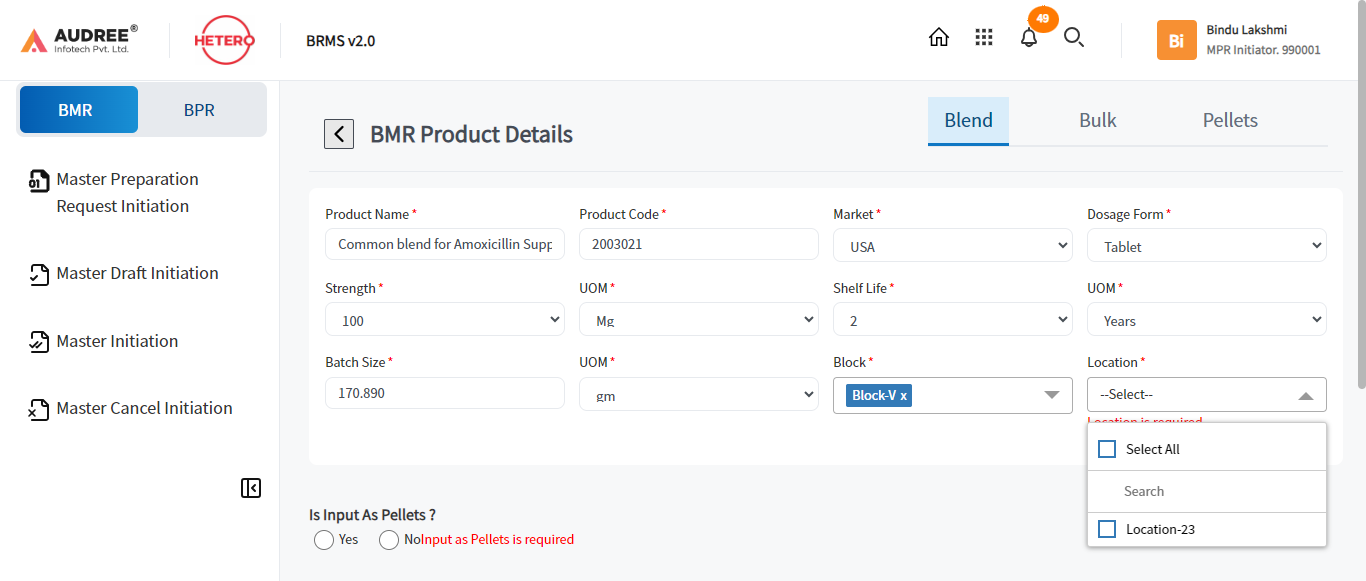 AUDREE®
Infotech Pvt. Ltd.
HETERO
BRMS v2.0
49
Bi
Bindu Lakshmi
MPR Initiator. 990001
BMR
BPR
Master Preparation
Request Initiation
Master Draft Initiation
Master Initiation
Master Cancel Initiation
BMR Product Details
Blend
Bulk
Pellets
Product Name *
Product Code *
Market *
Dosage Form *
Common blend for Amoxicillin Supp
2003021
USA
Tablet
Strength *
UOM *
Shelf Life *
UOM *
100
Mg
2
Years
Batch Size *
UOM *
Block *
Location *
170.890
gm
Block-V x
--Select--
Location is required
Select All
Search
Location-23
Is Input As Pellets ?
Yes
NoInput as Pellets is required